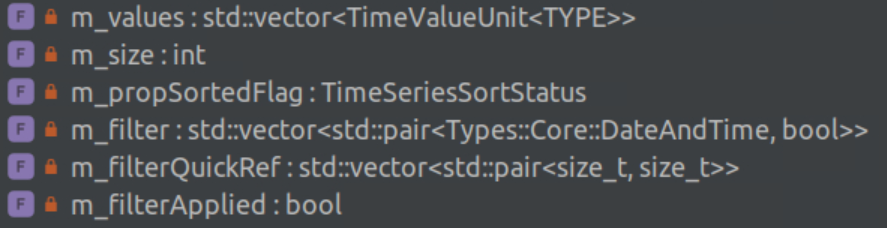 F m_values : std::vector<TimeValueUnit<TYPE>>
F m_size : int
F m_propSortedFlag : TimeSeriesSortStatus
F m_filter : std::vector<std::pair<Types::Core::DateAndTime, bool>>
F m_filterQuickRef : std::vector<std::pair<size_t, size_t>>
F m_filterApplied : bool